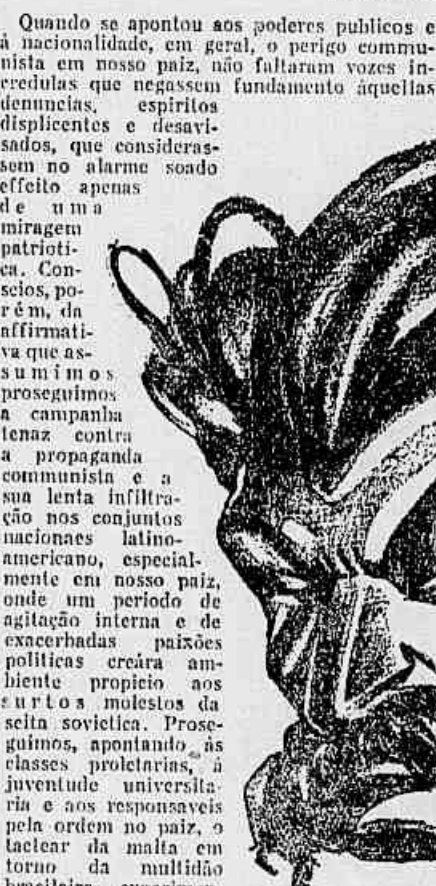 Quando se apontou aos poderes publicos e
á nacionalidade, em geral, o perigo commu-
nista em nosso paiz, não faltaram vozes in-
credulas que negassem fundamento áquellas
denuncias, espiritos
displicentes e desavi-
sados, que consideras-
sem no alarme soado
effeito apenas
de uma
miragem
patrioti-
ca. Con-
scios, po-
rém, da
affirmati-
va que as-
sumimos
proseguimos
a campanha
tenaz contra
a propaganda
communista e a
sua lenta infiltra-
ção nos conjuntos
nacionaes latino-
americano, especial-
mente em nosso paiz,
onde um periodo de
agitação interna e de
exacerbadas paixões
politicas creára am-
biente propicio aos
surtos molestos da
seita sovietica. Prose-
guimos, apontando ás
classes proletarias, á
juventude universita-
ria e aos responsaveis
pela ordem no paiz, o
tactear da malta em
torno da multidão